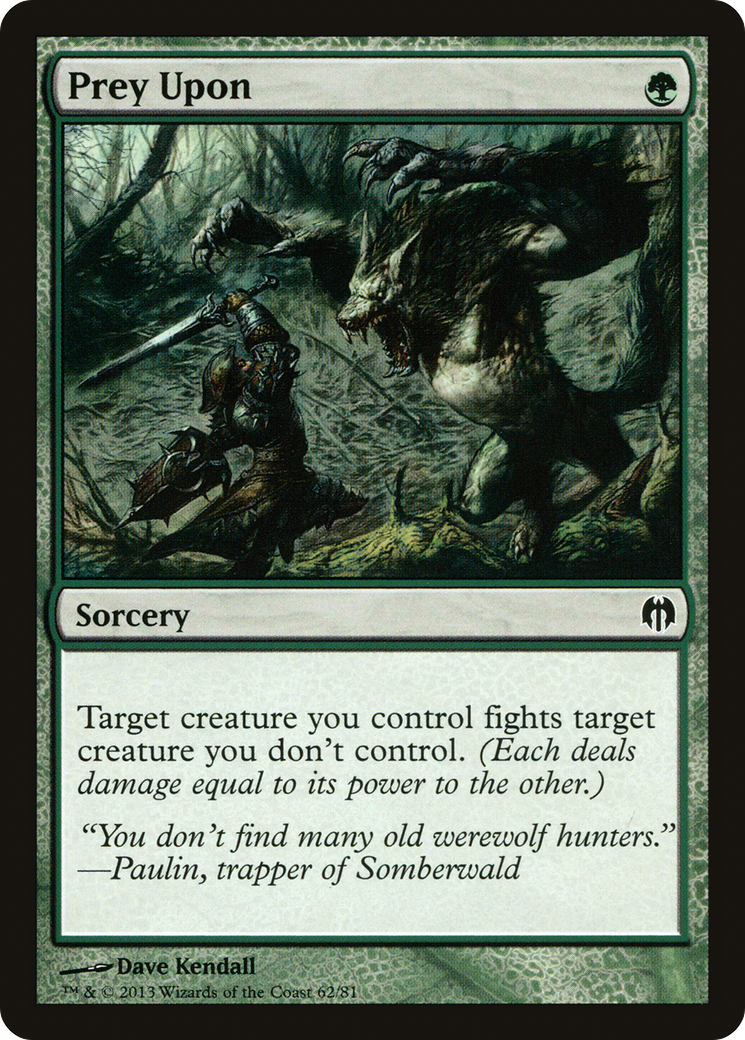 Prey Upon
Sorcery
Target creature you control fights target
creature you don't control. (Each deals
damage equal to its power to the other.)
"You don't find many old werewolf hunters."
—Paulin, trapper of Somberwald
Dave Kendall
™ & © 2013 Wizards of the Coast 62/81